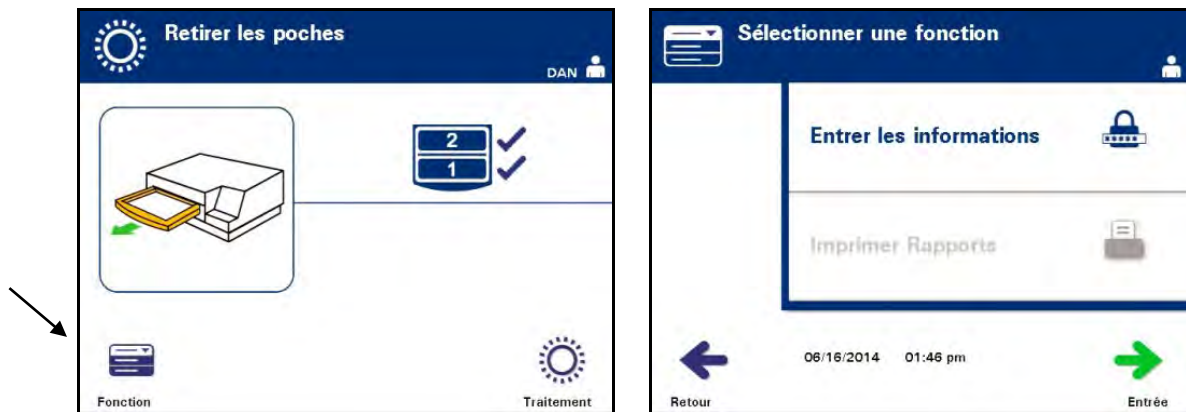 Retirer les poches
DAN
2
1
Fonction
Traitement
Sélectionner une fonction
Entrer les informations
Imprimer Rapports
06/16/2014 01:46 pm
Retour
Entrée